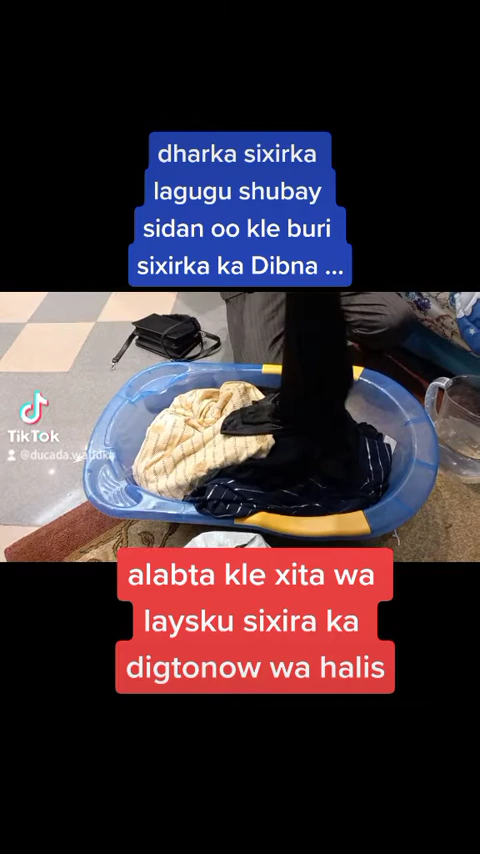 dharka sixirka
lagugu shubay
sidan oo kle buri
sixirka ka Dibna ...
TikTok
alabta kle xita wa
laysku sixira ka
digtonow wa halis